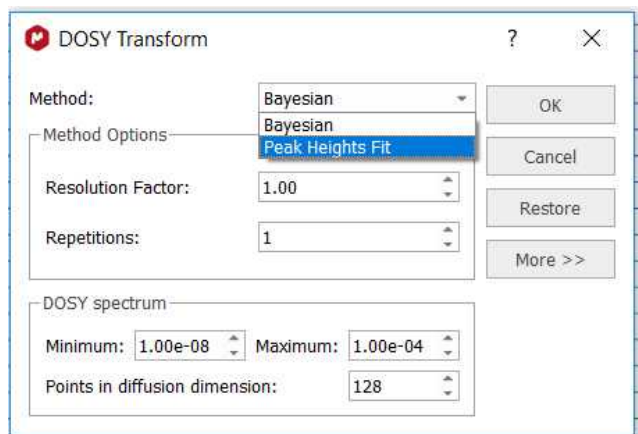 DOSY Transform ?
Method: Bayesian OK
Bayesian
Method Options Peak Heights Fit
Cancel
Resolution Factor: 1.00
Restore
Repetitions: 1
More >>
DOSY spectrum
Minimum: 1.00e-08 Maximum: 1.00e-04
Points in diffusion dimension: 128